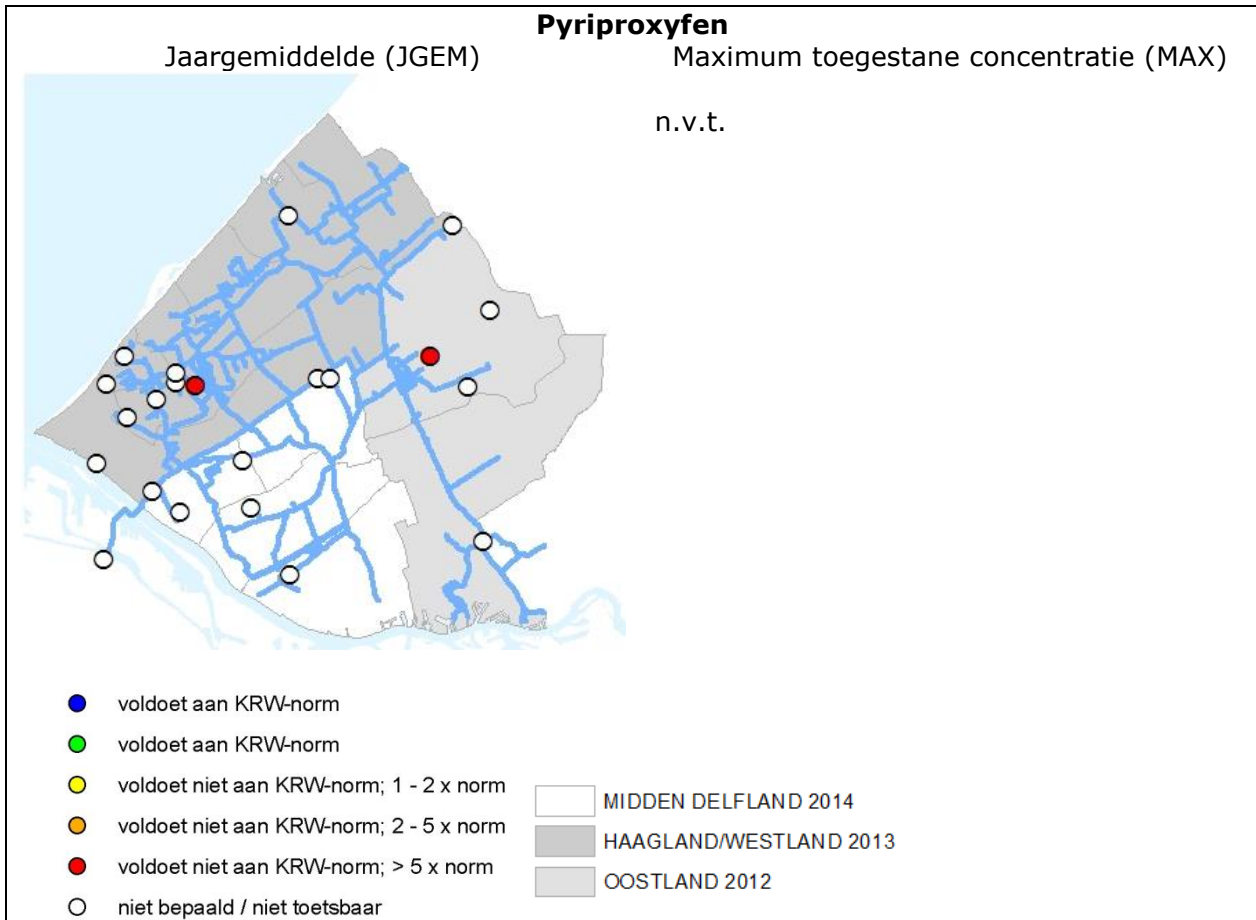 Pyriproxyfen
Jaargemiddelde (JGEM)
Maximum toegestane concentratie (MAX)
n.v.t.
voldoet aan KRW-norm
voldoet aan KRW-norm
voldoet niet aan KRW-norm; 1 - 2 x norm
voldoet niet aan KRW-norm; 2 - 5 x norm
voldoet niet aan KRW-norm; > 5 x norm
niet bepaald / niet toetsbaar
MIDDEN DELFLAND 2014
HAAGLAND/WESTLAND 2013
OOSTLAND 2012